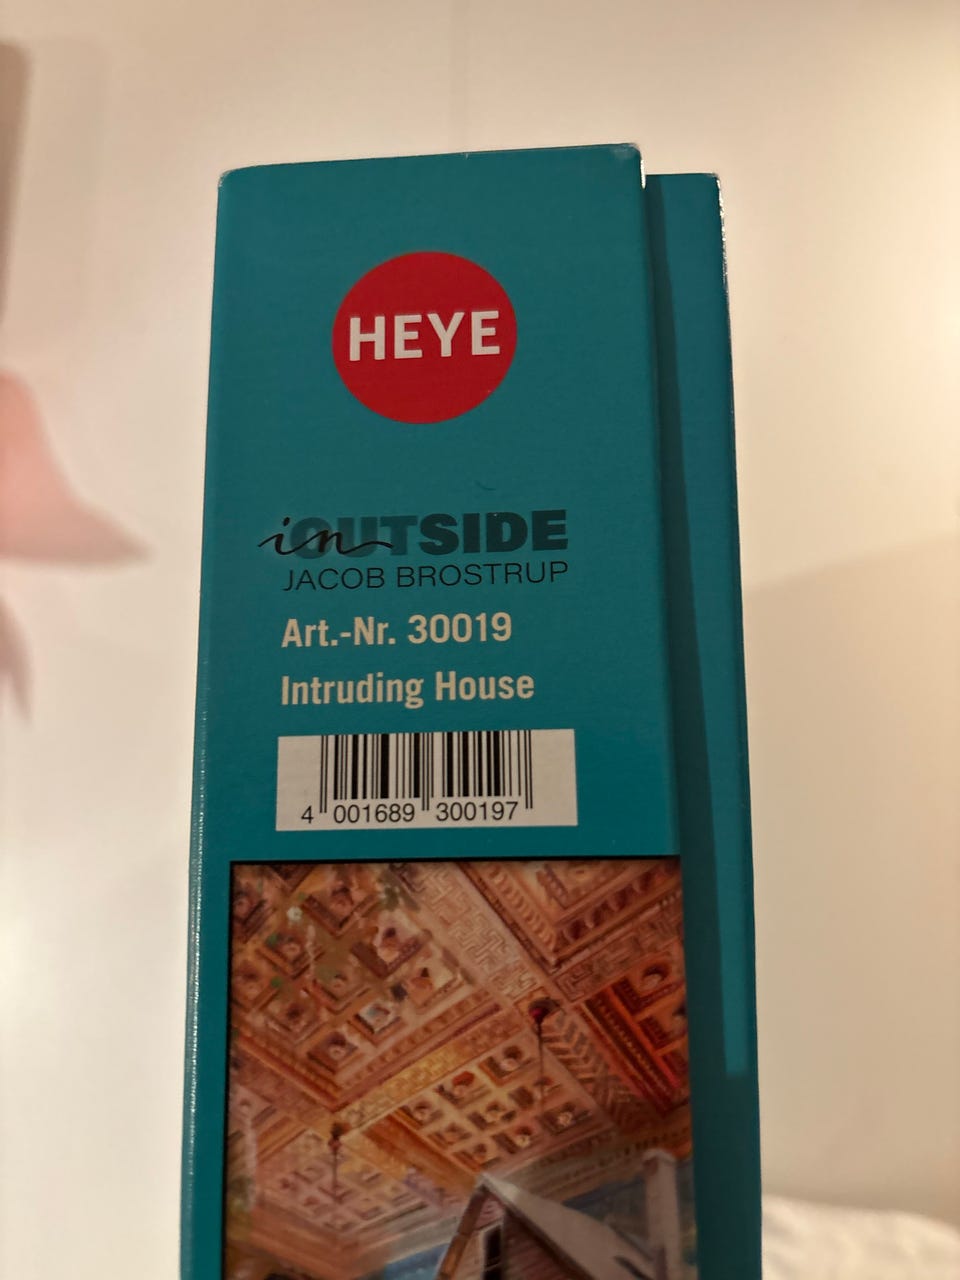 HEYE
inOUTSIDE
JACOB BROSTRUP
Art.-Nr. 30019
Intruding House
4 001689 300197